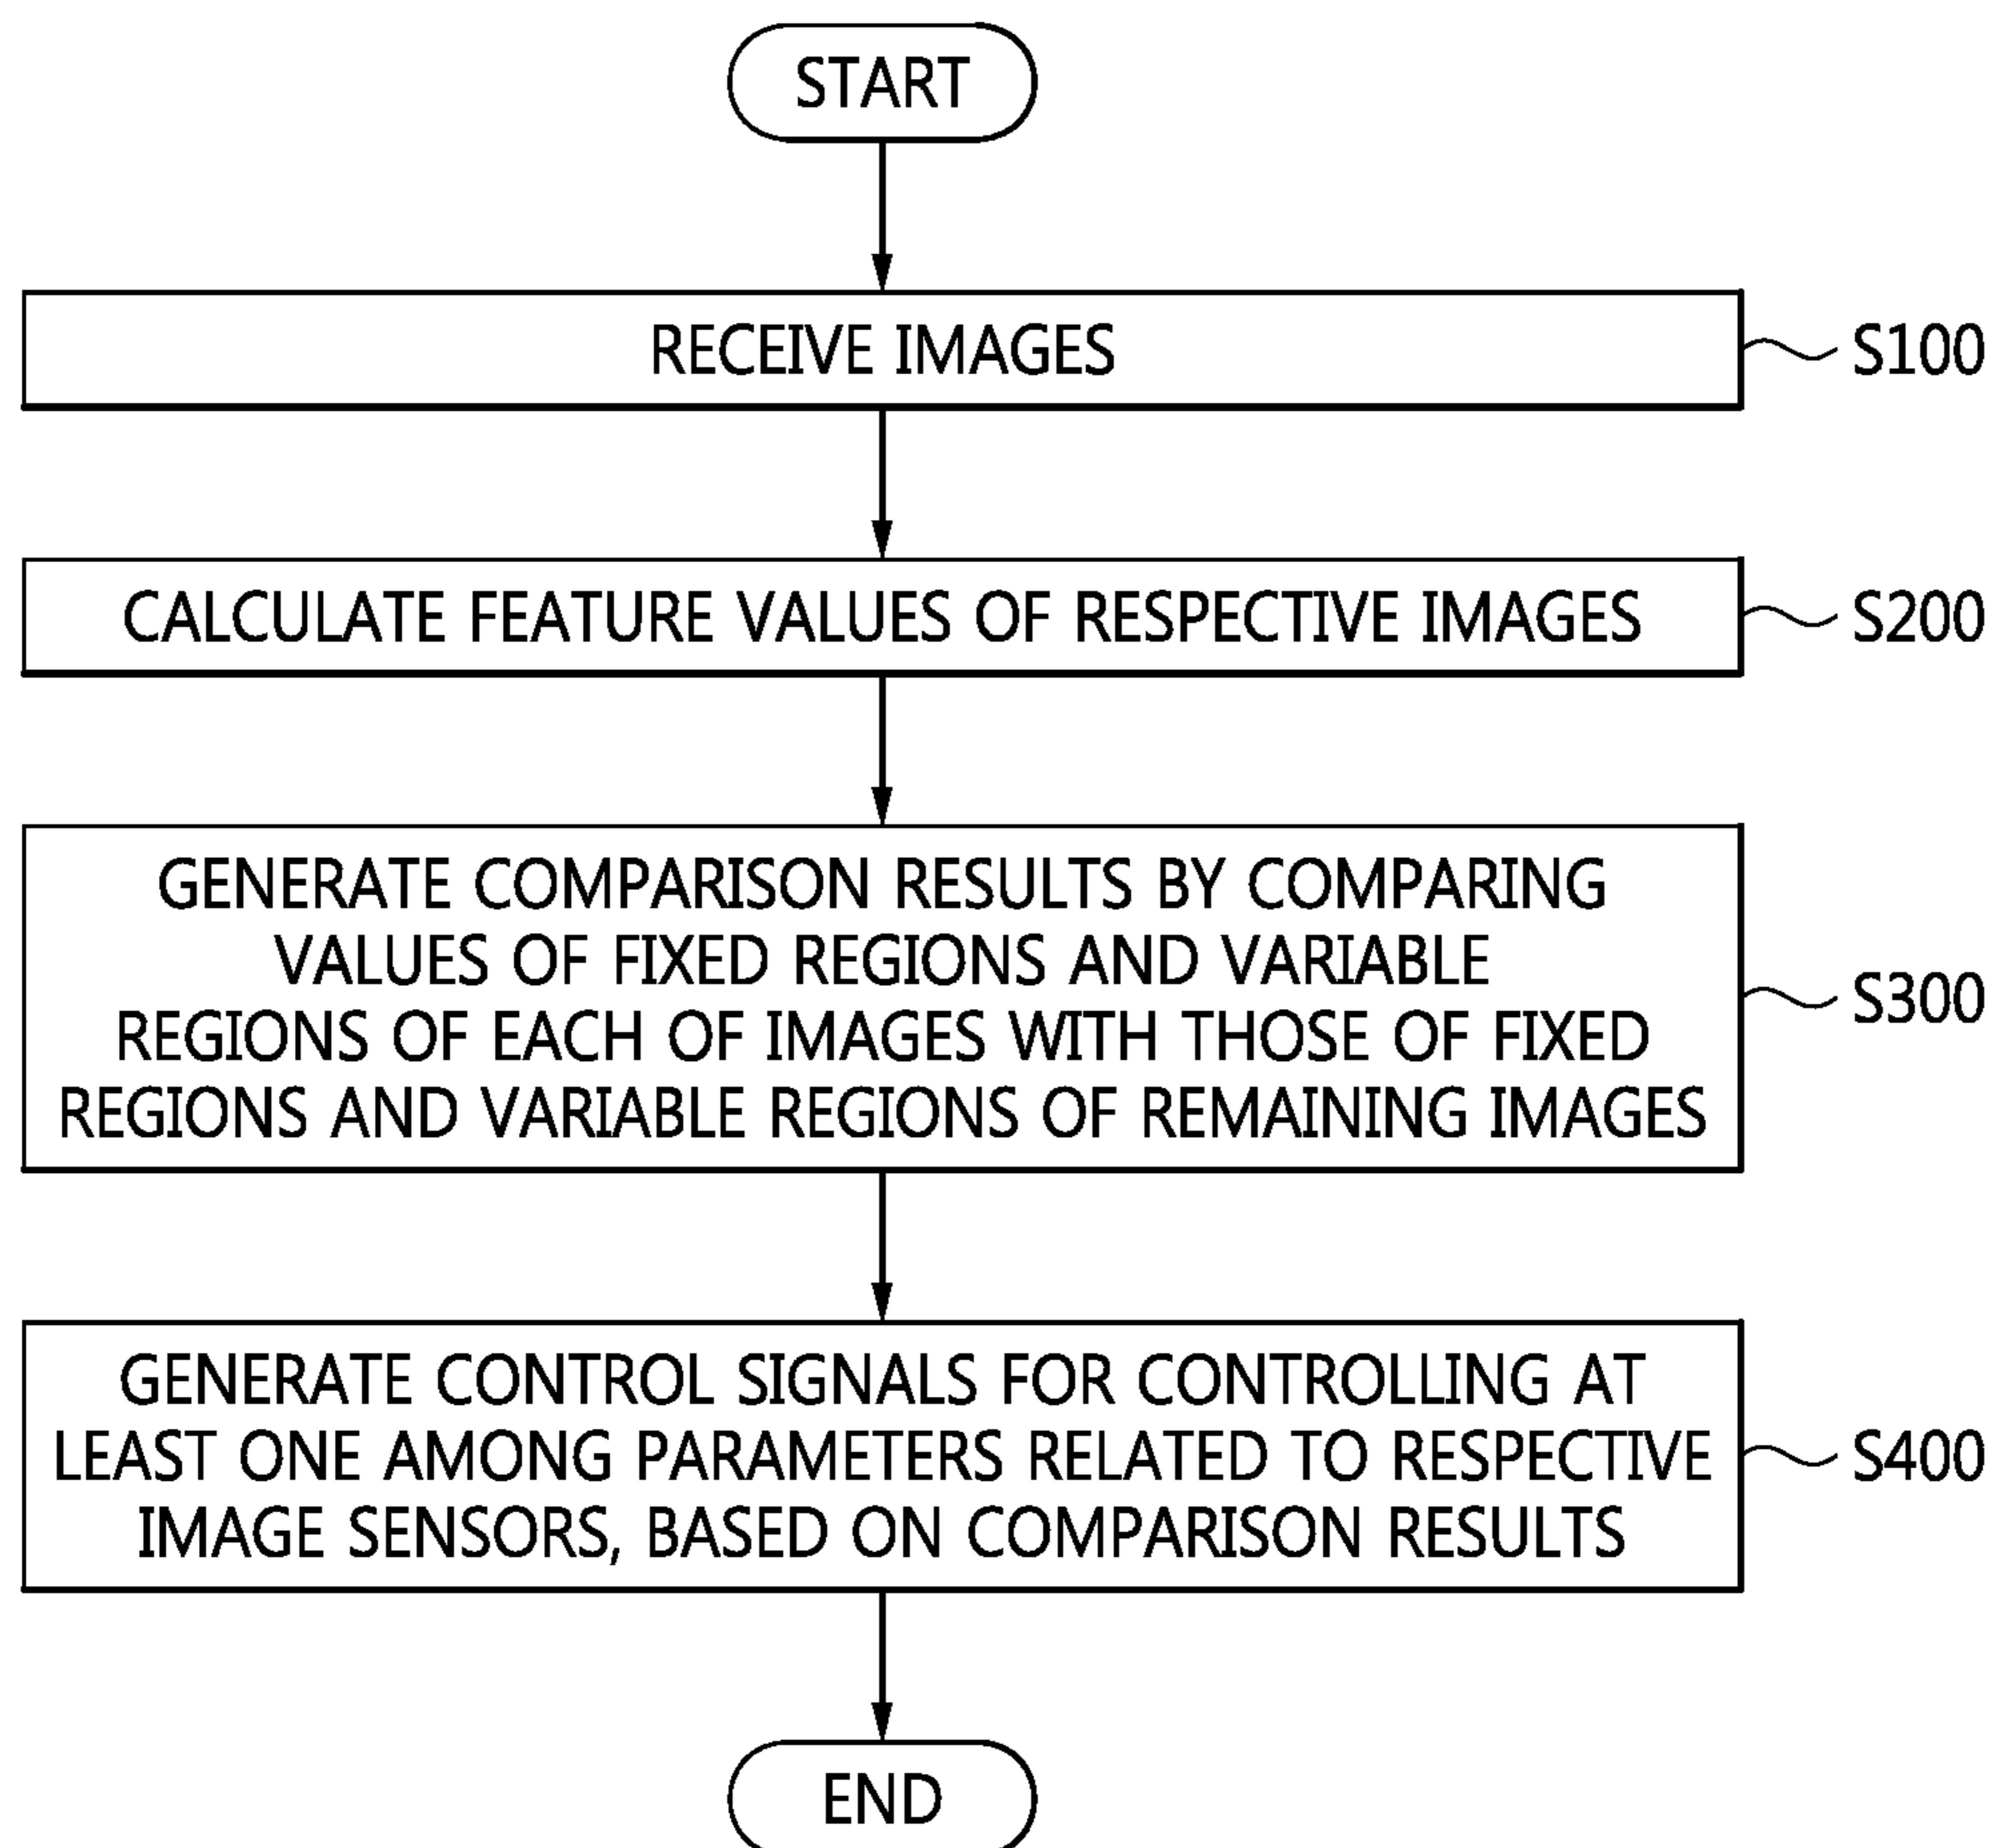 START
RECEIVE IMAGES
S100
CALCULATE FEATURE VALUES OF RESPECTIVE IMAGES
S200
GENERATE COMPARISON RESULTS BY COMPARING
VALUES OF FIXED REGIONS AND VARIABLE
REGIONS OF EACH OF IMAGES WITH THOSE OF FIXED
REGIONS AND VARIABLE REGIONS OF REMAINING IMAGES
S300
GENERATE CONTROL SIGNALS FOR CONTROLLING AT
LEAST ONE AMONG PARAMETERS RELATED TO RESPECTIVE
IMAGE SENSORS, BASED ON COMPARISON RESULTS
S400
END